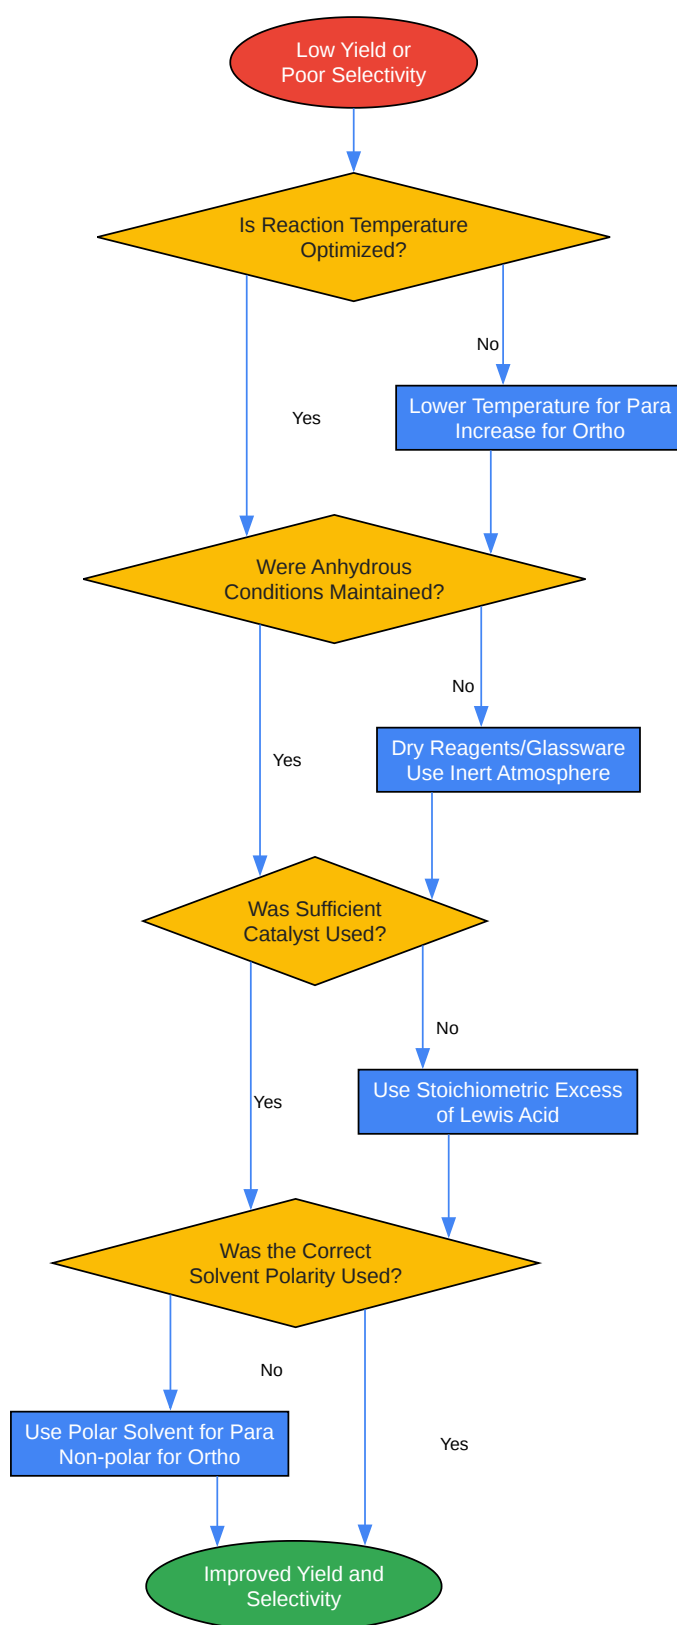 Low Yield or
Poor Selectivity
Is Reaction Temperature
Optimized?
No
Lower Temperature for Para
Increase for Ortho
Yes
Were Anhydrous
Conditions Maintained?
No
Dry Reagents/Glassware
Use Inert Atmosphere
Yes
Was Sufficient
Catalyst Used?
No
Use Stoichiometric Excess
of Lewis Acid
Yes
Was the Correct
Solvent Polarity Used?
No
Use Polar Solvent for Para
Non-polar for Ortho
Yes
Improved Yield and
Selectivity